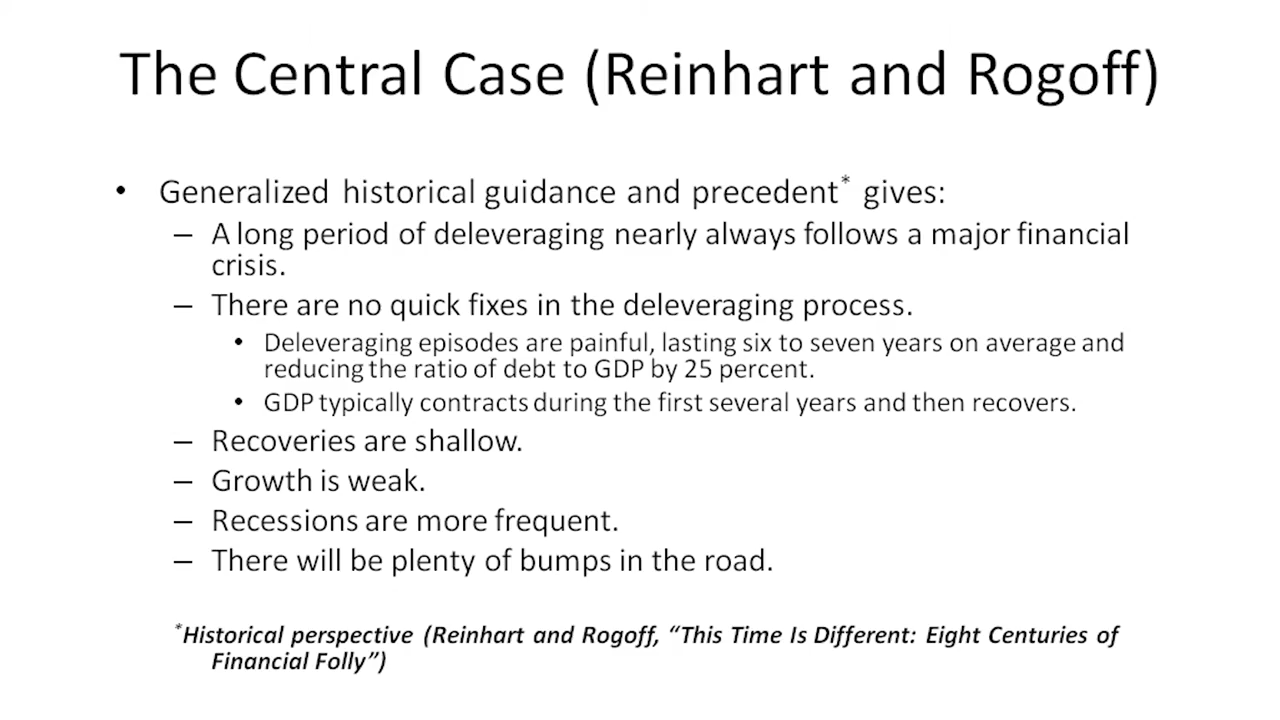 The Central Case (Reinhart and Rogoff)
• Generalized historical guidance and precedent* gives:
– A long period of deleveraging nearly always follows a major financial
crisis.
– There are no quick fixes in the deleveraging process.
• Deleveraging episodes are painful, lasting six to seven years on average and
reducing the ratio of debt to GDP by 25 percent.
• GDP typically contracts during the first several years and then recovers.
– Recoveries are shallow.
– Growth is weak.
– Recessions are more frequent.
– There will be plenty of bumps in the road.
*Historical perspective (Reinhart and Rogoff, “This Time Is Different: Eight Centuries of
Financial Folly”)